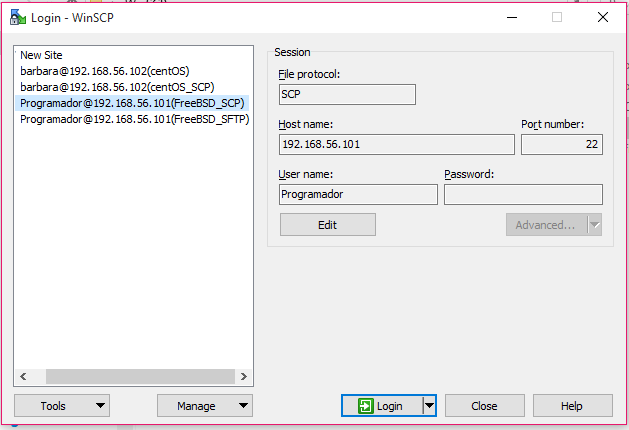 Login - WinSCP
New Site
barbara@192.168.56.102(centOS)
barbara@192.168.56.102(centOS_SCP)
Programador@192.168.56.101(FreeBSD_SCP)
Programador@192.168.56.101(FreeBSD_SFTP)
Session
File protocol:
SCP
Host name: Port number:
192.168.56.101 22
User name: Password:
Programador
Edit Advanced...
Tools Manage Login Close Help